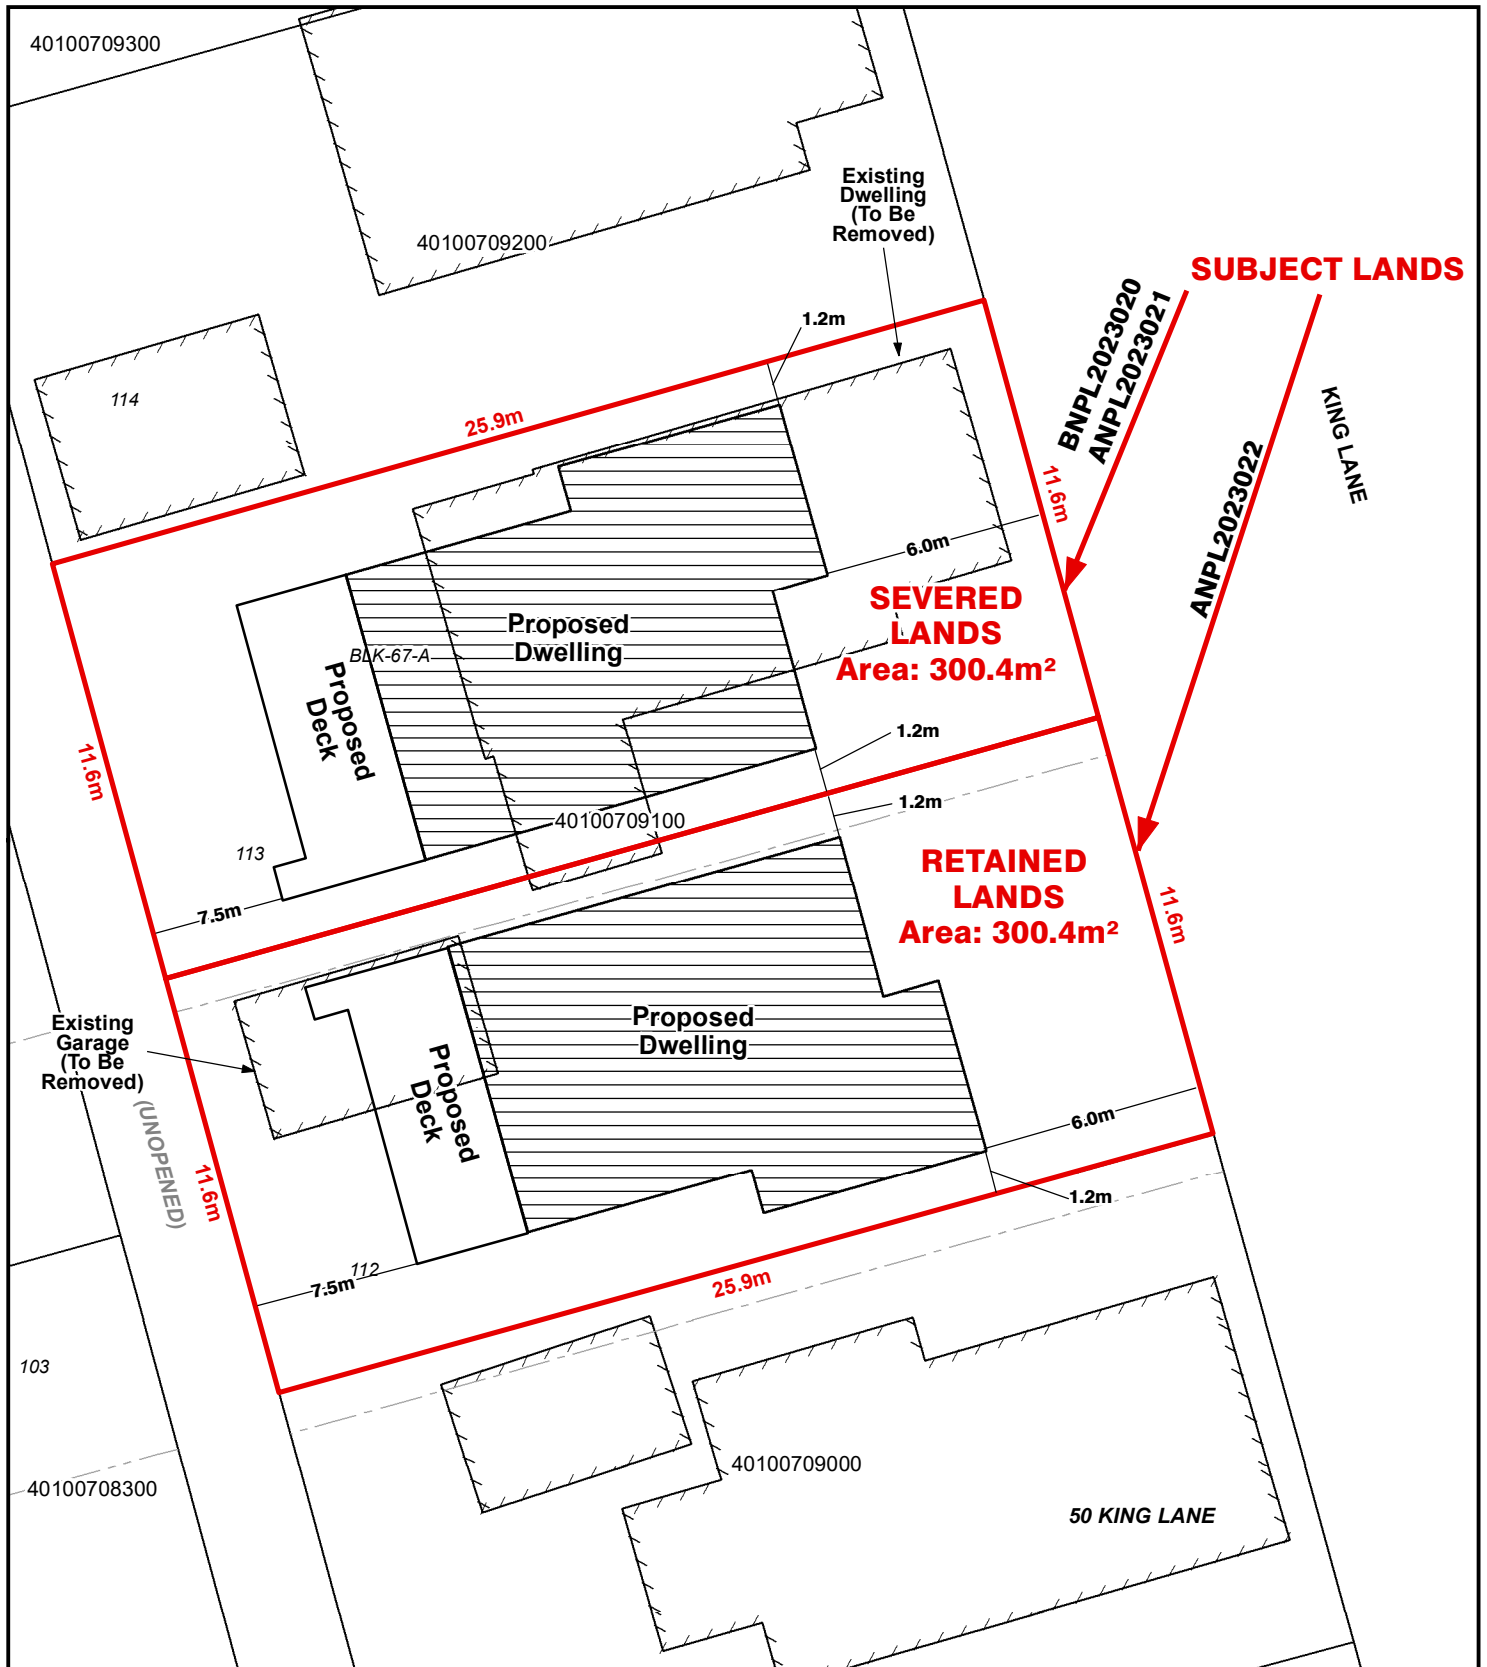 40100709300
Existing
Dwelling
(To Be
Removed)
40100709200
SUBJECT LANDS
BNPL2023020
ANPL2023021
1.2m
114
25.9m
KING LANE
11.6m
ANPL2023022
6.0m
SEVERED
LANDS
Area: 300.4m²
Proposed
Dwelling
BLK-67-A
Proposed
Deck
11.6m
1.2m
1.2m
40100709100
113
7.5m
RETAINED
LANDS
Area: 300.4m²
11.6m
Existing
Garage
(To Be
Removed)
Proposed
Dwelling
Proposed
Deck
(UNOPENED)
11.6m
6.0m
1.2m
112
7.5m
25.9m
103
40100709000
40100708300
50 KING LANE